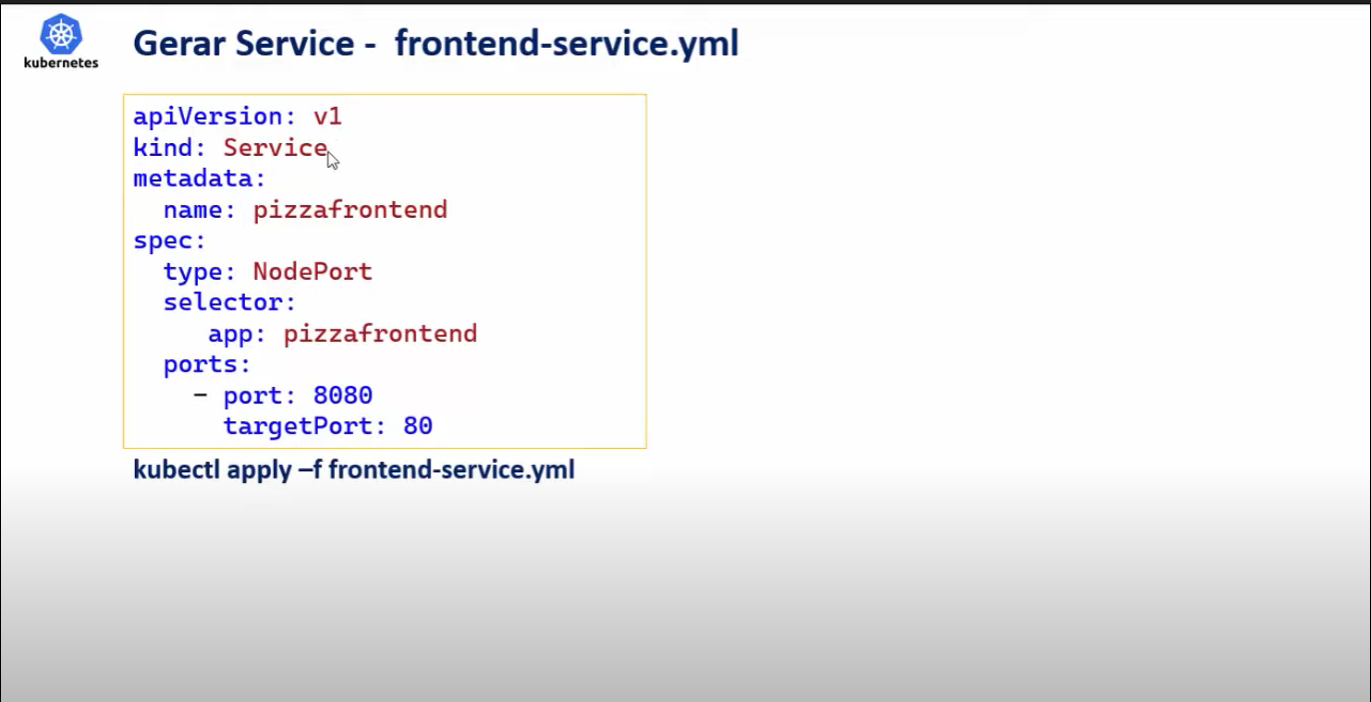 kubernetes
Gerar Service - frontend-service.yml
apiVersion: v1
kind: Service
metadata:
  name: pizzafrontend
spec:
  type: NodePort
  selector:
     app: pizzafrontend
  ports:
    - port: 8080
      targetPort: 80
kubectl apply –f frontend-service.yml